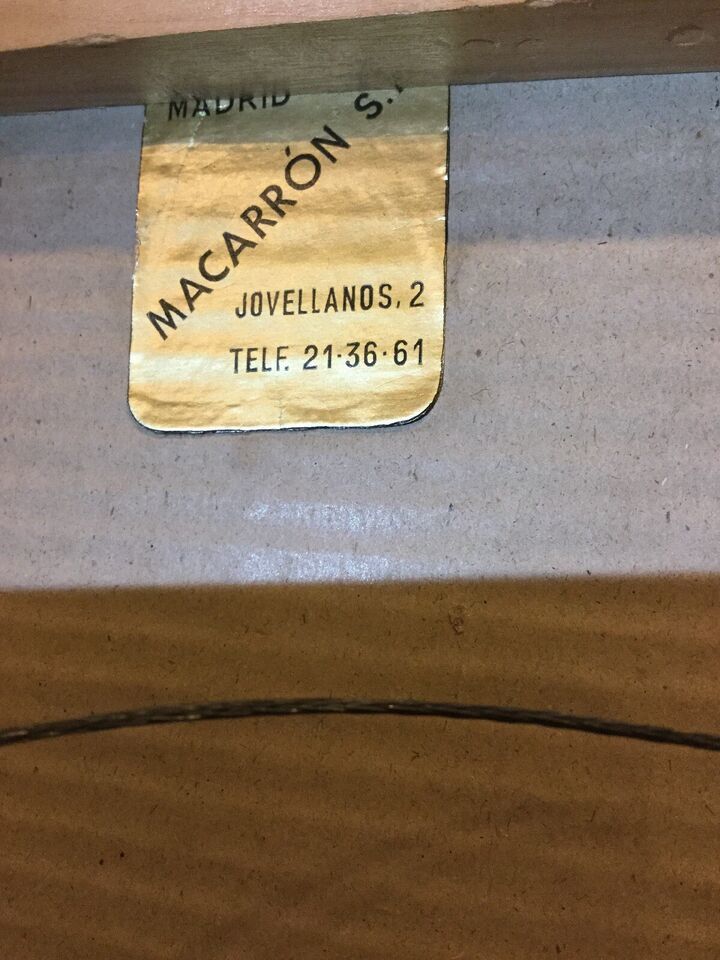 MADRID
MACARRÓN S.
JOVELLANOS, 2
TELF. 21-36-61